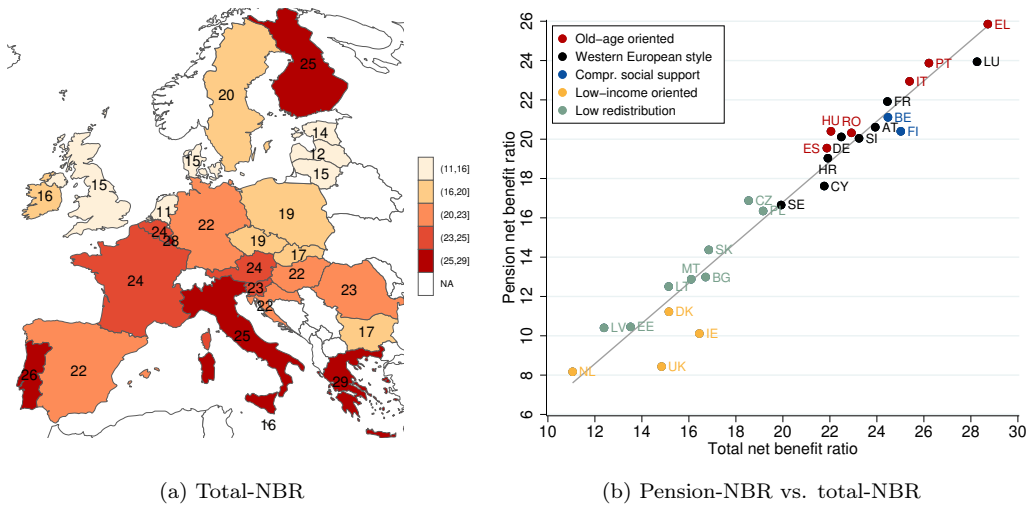 25
20
14
12
15
15
15
16
11
22
19
24
28
19
17
24
24
22
23
23
22
25
17
26
22
29
16
(11,16]
(16,20]
(20,23]
(23,25]
(25,29]
NA
(a) Total-NBR
Pension net benefit ratio
26
24
22
20
18
16
14
12
10
8
6
Old−age oriented
Western European style
Compr. social support
Low−income oriented
Low redistribution
EL
LU
PT
IT
FR
BE
AT
FI
HU
RO
SI
ES
DE
HR
CY
CZ
PL
SE
SK
MT
BG
LT
DK
LV
EE
IE
UK
NL
10 12 14 16 18 20 22 24 26 28 30
Total net benefit ratio
(b) Pension-NBR vs. total-NBR